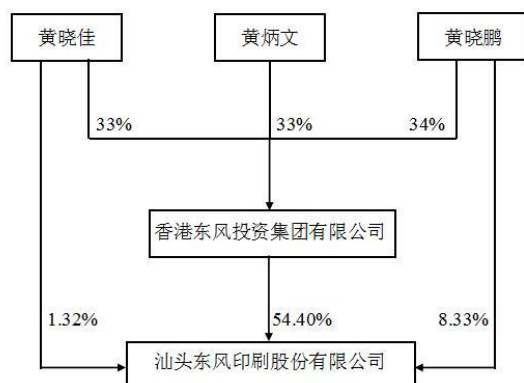 黄晓佳 黄炳文 黄晓鹏
33% 33% 34%
香港东风投资集团有限公司
1.32% 54.40% 8.33%
汕头东风印刷股份有限公司